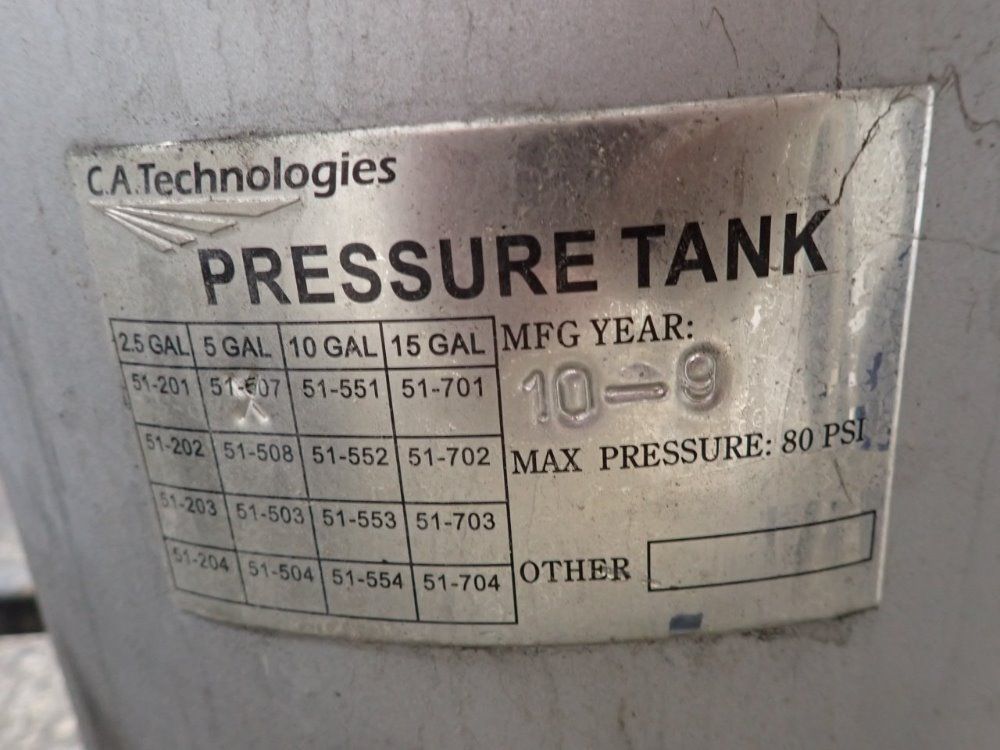 C.A.Technologies
PRESSURE TANK
2.5 GAL 5 GAL 10 GAL 15 GAL
51-201 51-507 51-551 51-701
51-202 51-508 51-552 51-702
51-203 51-503 51-553 51-703
51-204 51-504 51-554 51-704
MFG YEAR:
10-9
MAX PRESSURE: 80 PSI
OTHER